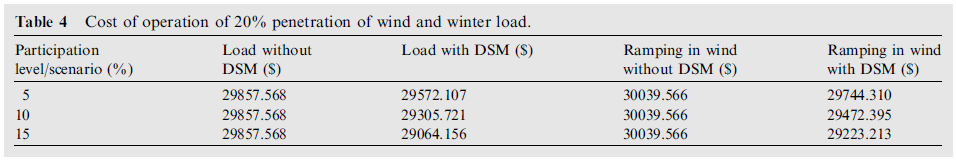 Table 4 Cost of operation of 20% penetration of wind and winter load.
Participation Load without Load with DSM ($) Ramping in wind Ramping in wind
level/scenario (%) DSM ($) without DSM ($) with DSM ($)
5 29857.568 29572.107 30039.566 29744.310
10 29857.568 29305.721 30039.566 29472.395
15 29857.568 29064.156 30039.566 29223.213